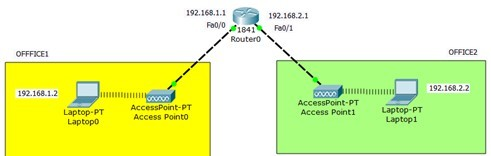 192.168.1.1
Fa0/0
1841
Router0
192.168.2.1
Fa0/1
OFFFICE1
192.168.1.2
Laptop-PT
Laptop0
AccessPoint-PT
Access Point0
OFFICE2
AccessPoint-PT
Access Point1
Laptop-PT
Laptop1
192.168.2.2